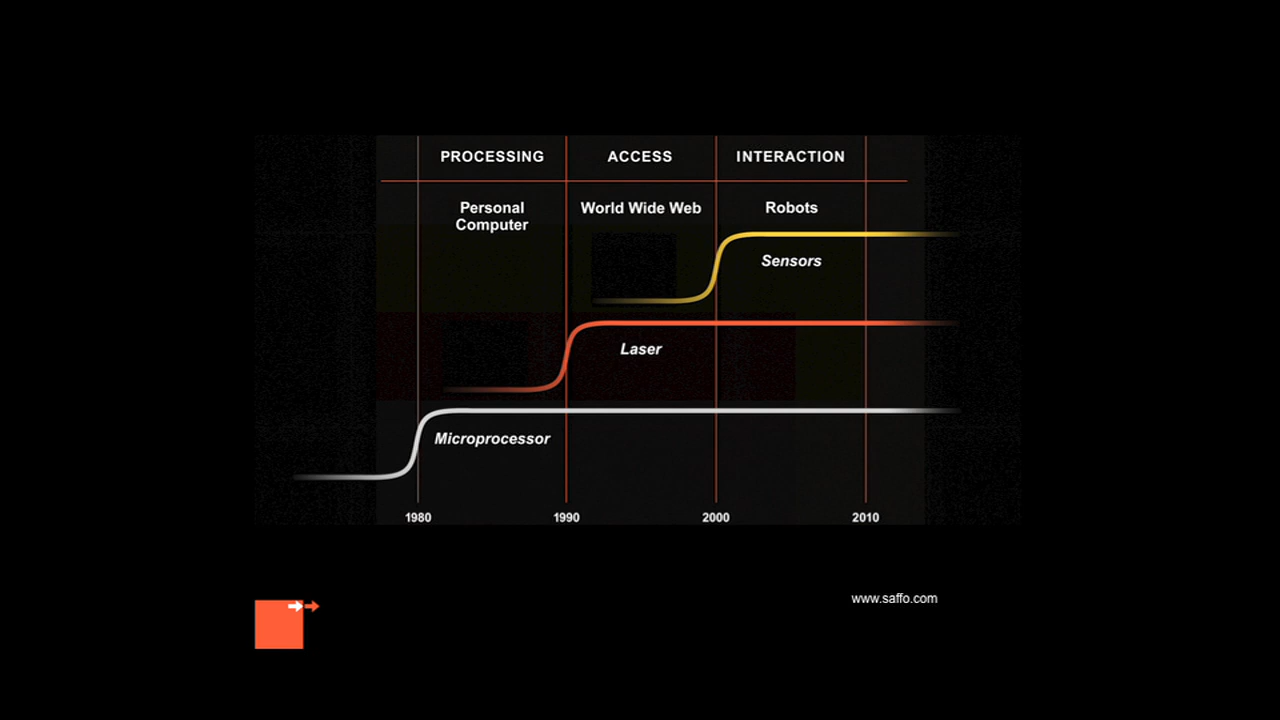 PROCESSING
ACCESS
INTERACTION
Personal
Computer
World Wide Web
Robots
Sensors
Laser
Microprocessor
1980
1990
2000
2010
www.saffo.com